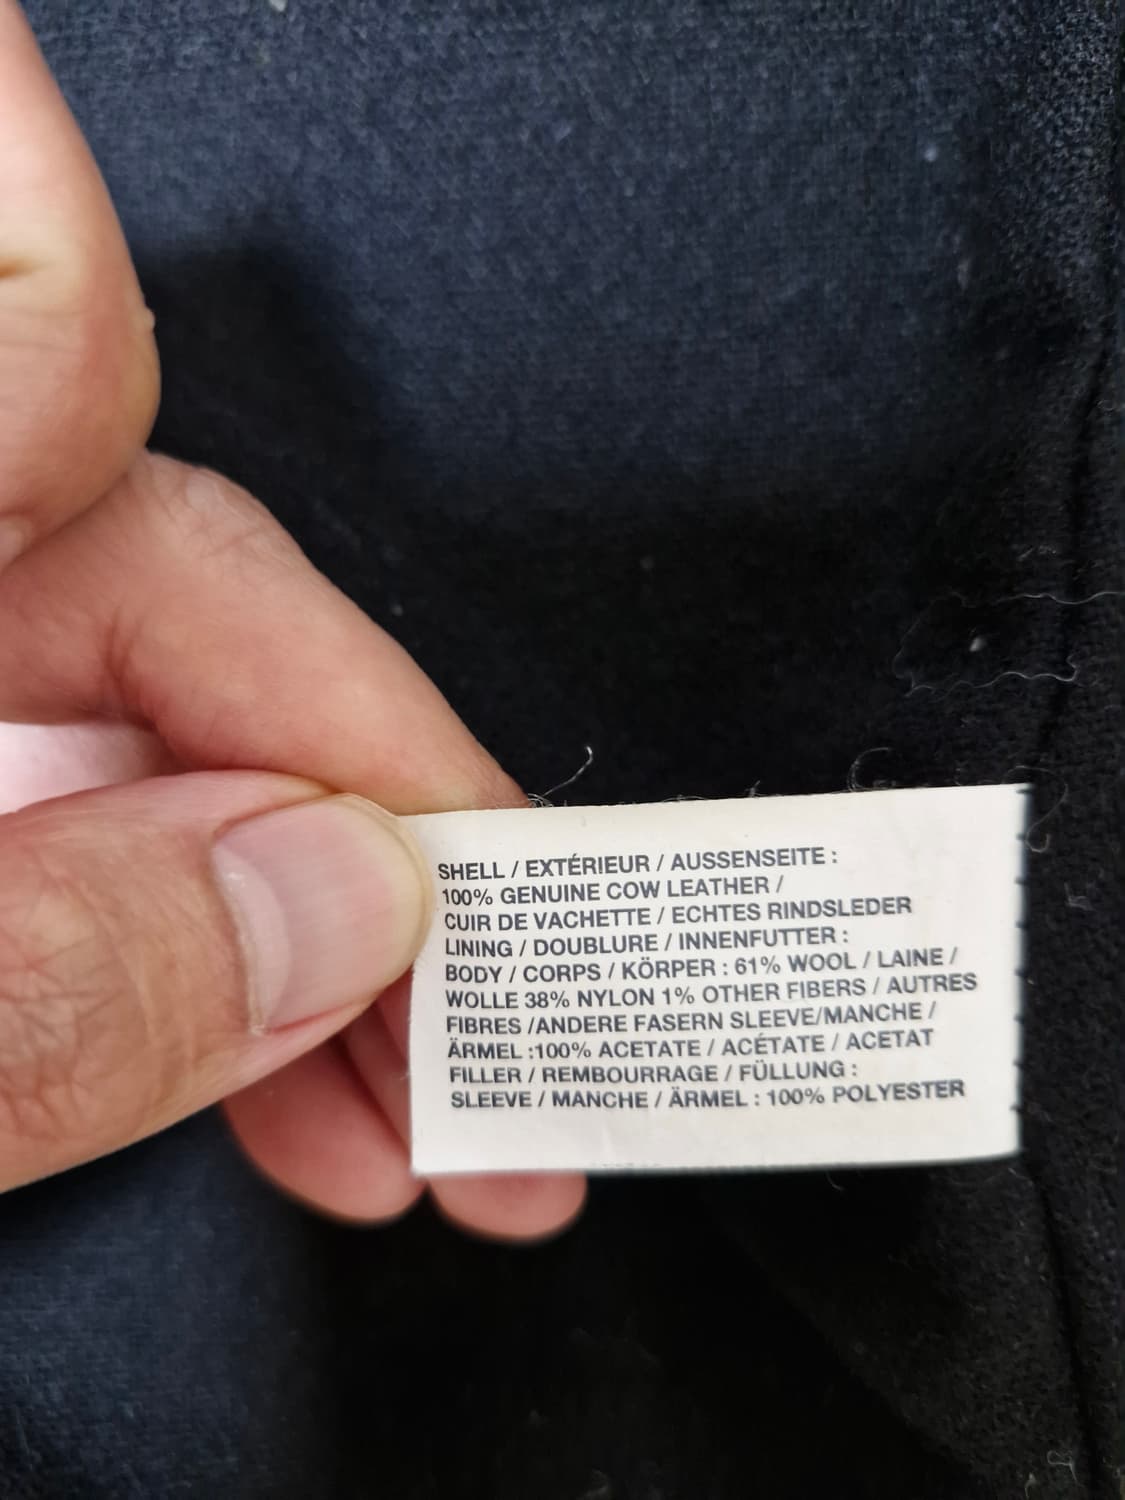 SHELL / EXTÉRIEUR / AUSSENSEITE :
100% GENUINE COW LEATHER /
CUIR DE VACHETTE / ECHTES RINDSLEDER
LINING / DOUBLURE / INNENFUTTER :
BODY / CORPS / KÖRPER : 61% WOOL / LAINE /
WOLLE 38% NYLON 1% OTHER FIBERS / AUTRES
FIBRES /ANDERE FASERN SLEEVE/MANCHE /
ÄRMEL :100% ACETATE / ACÉTATE / ACETAT
FILLER / REMBOURRAGE / FÜLLUNG :
SLEEVE / MANCHE / ÄRMEL : 100% POLYESTER